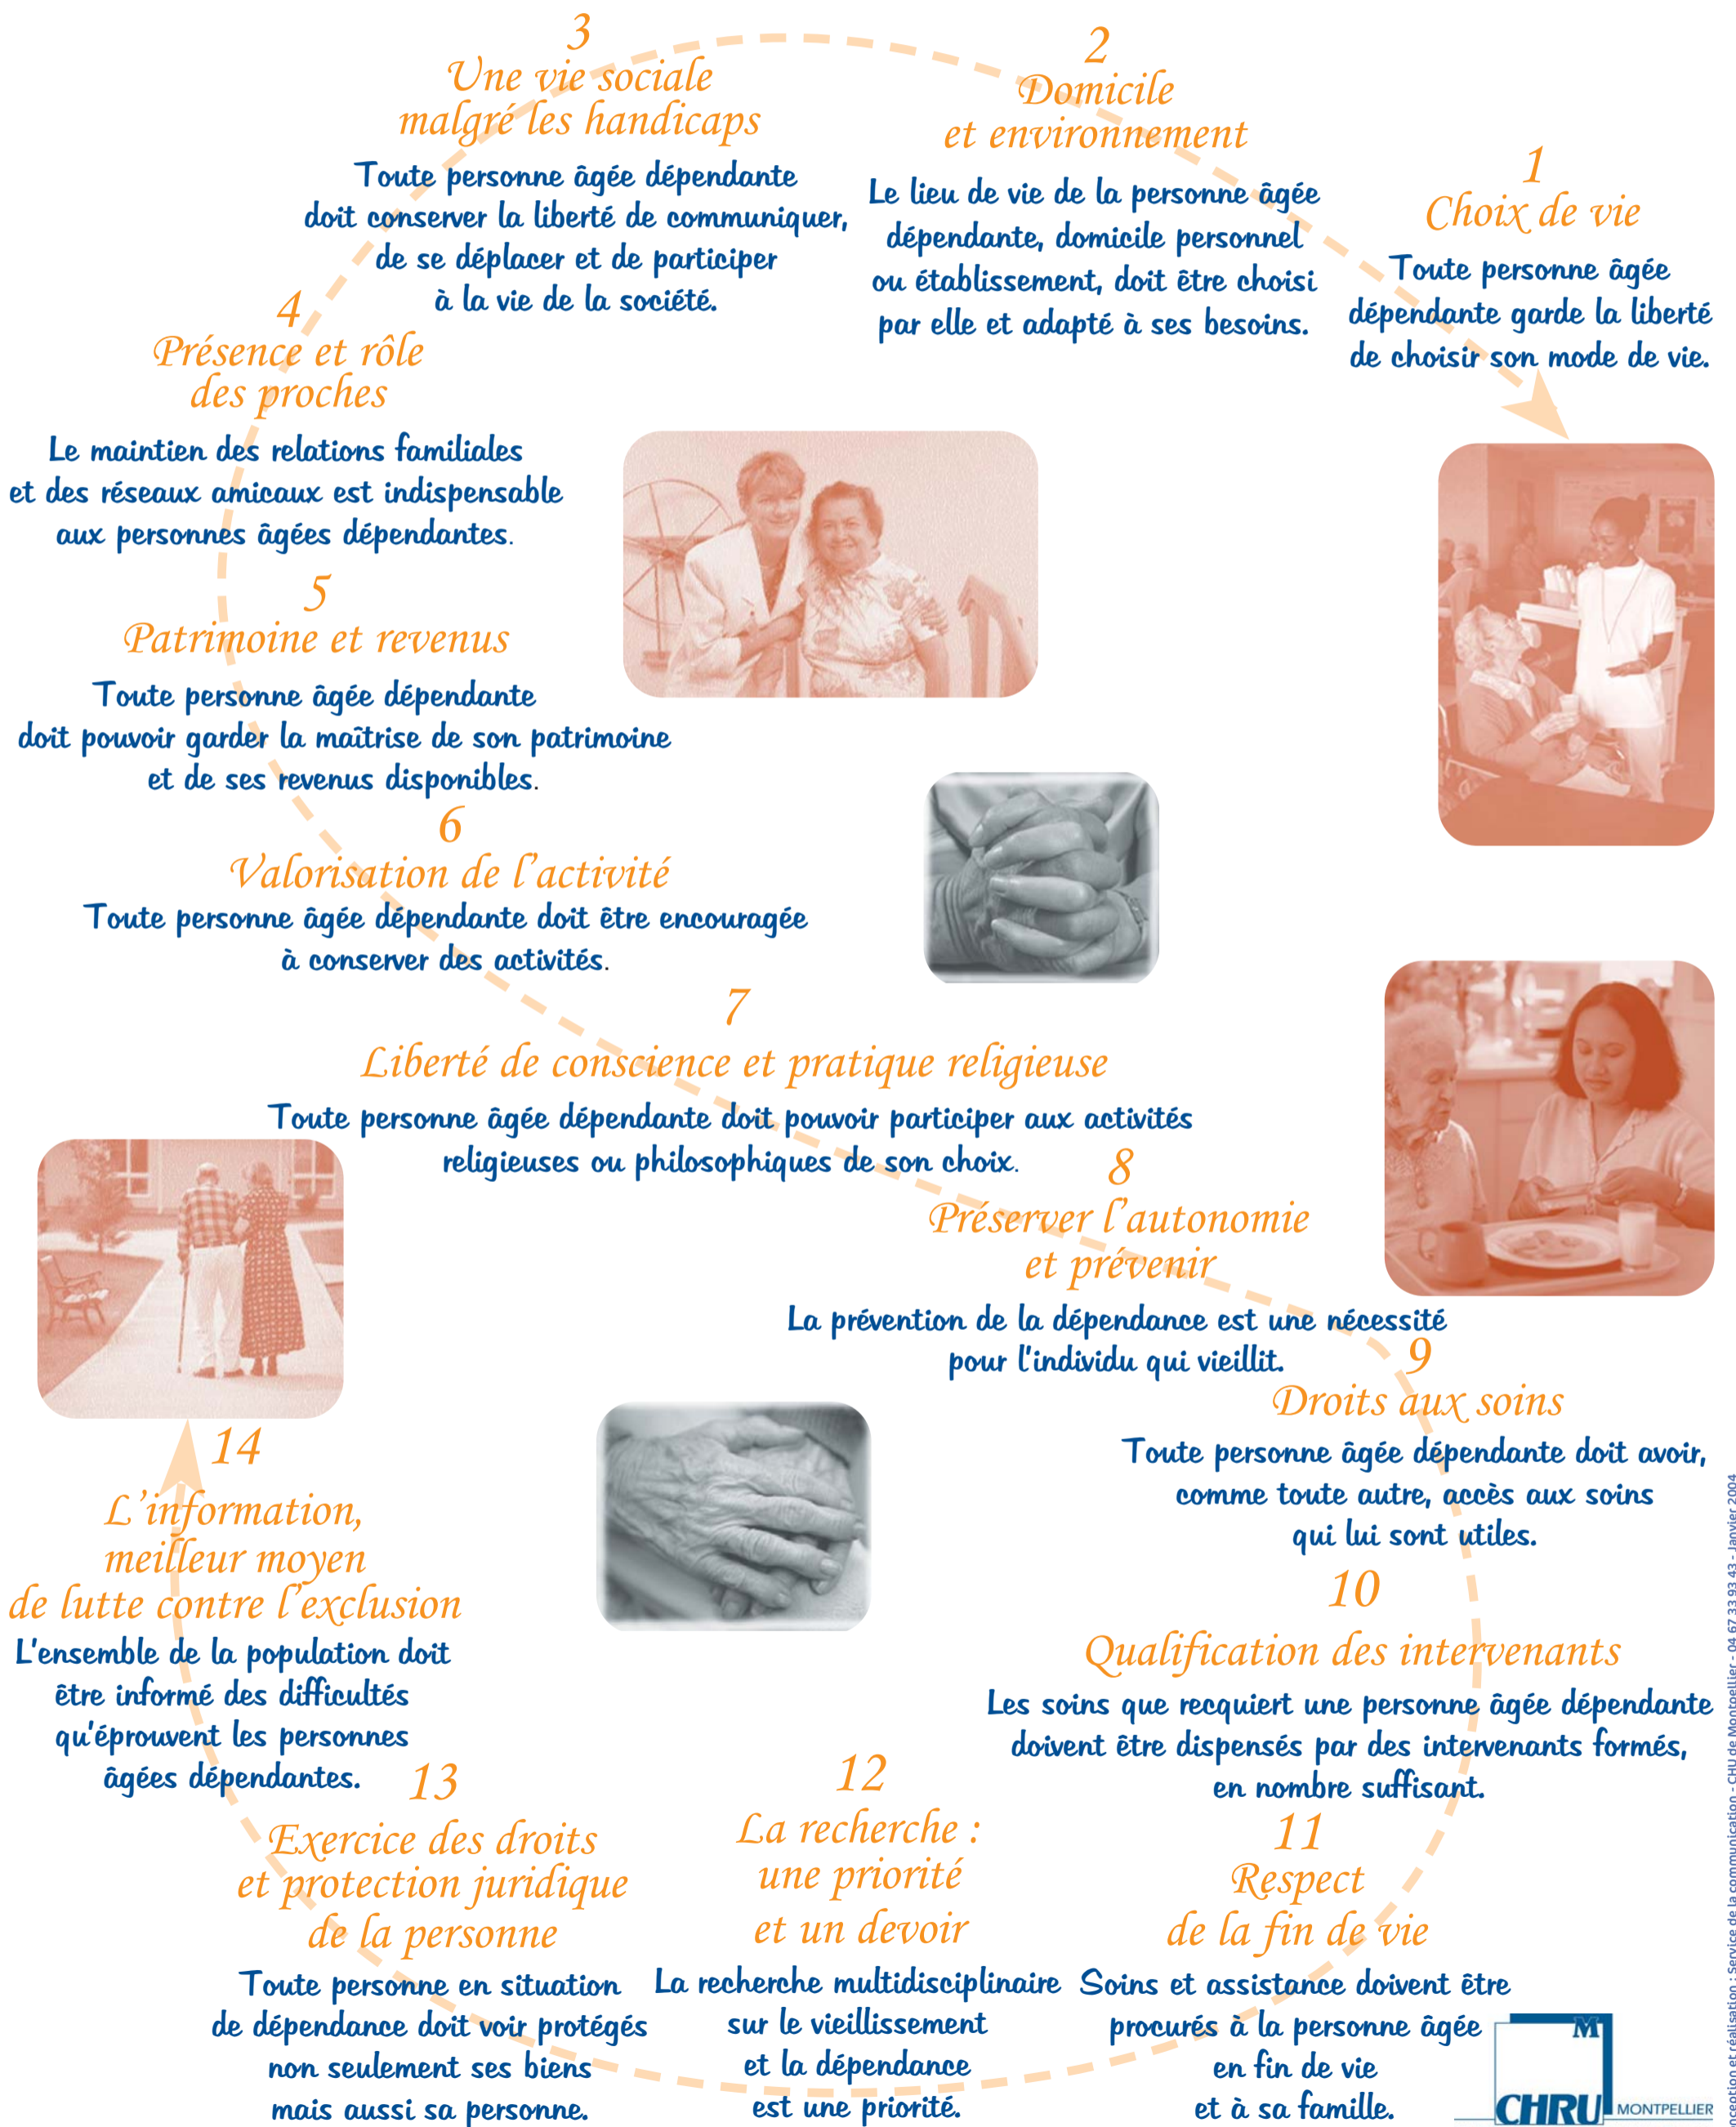 1
Choix de vie
Toute personne âgée
dépendante garde la liberté
de choisir son mode de vie.
2
Domicile
et environnement
Le lieu de vie de la personne âgée
dépendante, domicile personnel
ou établissement, doit être choisi
par elle et adapté à ses besoins.
3
Une vie sociale
malgré les handicaps
Toute personne âgée dépendante
doit conserver la liberté de communiquer,
de se déplacer et de participer
à la vie de la société.
4
Présence et rôle
des proches
Le maintien des relations familiales
et des réseaux amicaux est indispensable
aux personnes âgées dépendantes.
5
Patrimoine et revenus
Toute personne âgée dépendante
doit pouvoir garder la maîtrise de son patrimoine
et de ses revenus disponibles.
6
Valorisation de l'activité
Toute personne âgée dépendante doit être encouragée
à conserver des activités.
7
Liberté de conscience et pratique religieuse
Toute personne âgée dépendante doit pouvoir participer aux activités
religieuses ou philosophiques de son choix.
8
Préserver l'autonomie
et prévenir
La prévention de la dépendance est une nécessité
pour l'individu qui vieillit.
9
Droits aux soins
Toute personne âgée dépendante doit avoir,
comme toute autre, accès aux soins
qui lui sont utiles.
10
Qualification des intervenants
Les soins que recquiert une personne âgée dépendante
doivent être dispensés par des intervenants formés,
en nombre suffisant.
11
Respect
de la fin de vie
Soins et assistance doivent être
procurés à la personne âgée
en fin de vie
et à sa famille.
12
La recherche :
une priorité
et un devoir
La recherche multidisciplinaire
sur le vieillissement
et la dépendance
est une priorité.
13
Exercice des droits
et protection juridique
de la personne
Toute personne en situation
de dépendance doit voir protégés
non seulement ses biens
mais aussi sa personne.
14
L'information,
meilleur moyen
de lutte contre l'exclusion
L'ensemble de la population doit
être informé des difficultés
qu'éprouvent les personnes
âgées dépendantes.
M
CHRU MONTPELLIER
et réalisation : Service de la communication - CHU de Montpellier - 04 67 33 93 43 - Janvier 2004